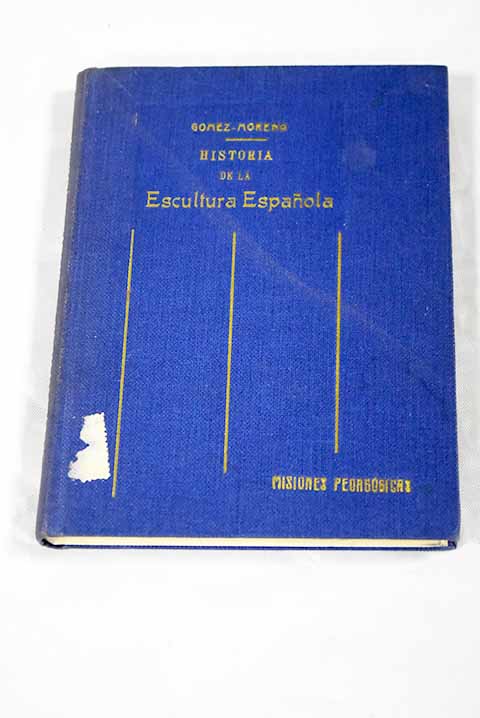 GOMEZ-MORENO
HISTORIA
DE LA
Escultura Española
MISIONES PEDAGÓGICAS